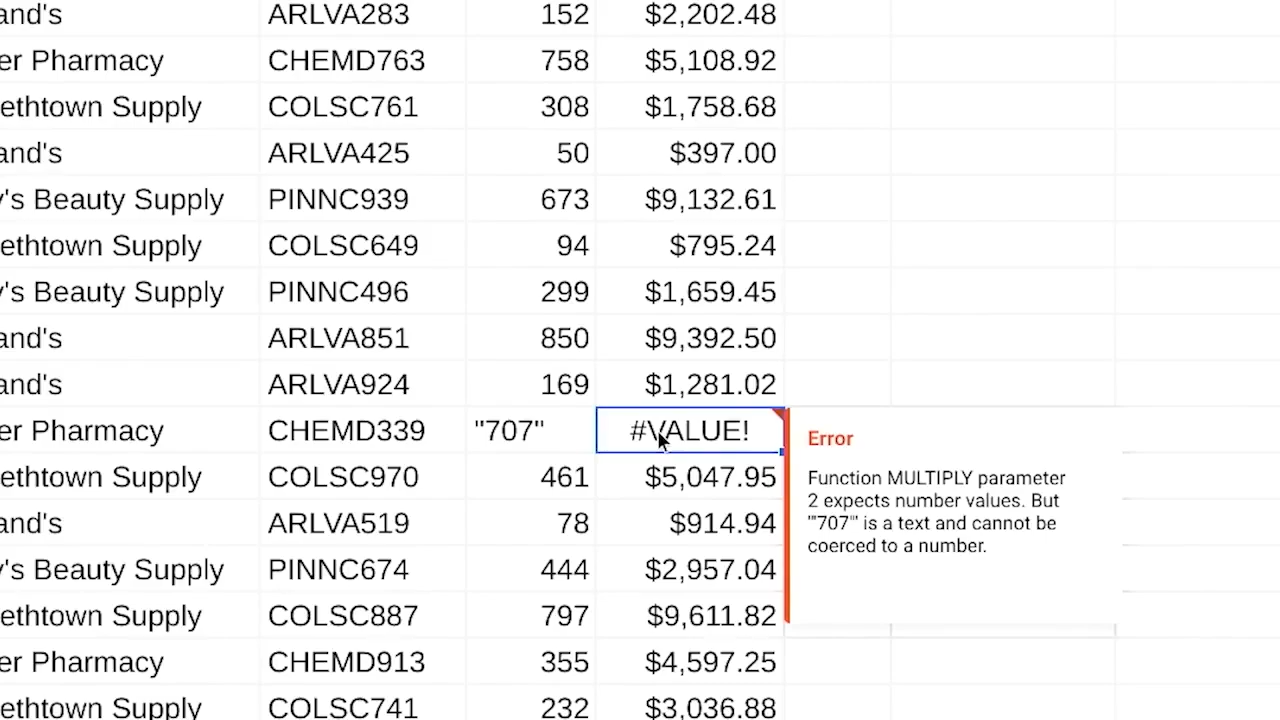 and's ARLVA283 152 $2,202.48
er Pharmacy CHEMD763 758 $5,108.92
ethtown Supply COLSC761 308 $1,758.68
and's ARLVA425 50 $397.00
y's Beauty Supply PINNC939 673 $9,132.61
ethtown Supply COLSC649 94 $795.24
y's Beauty Supply PINNC496 299 $1,659.45
and's ARLVA851 850 $9,392.50
and's ARLVA924 169 $1,281.02
er Pharmacy CHEMD339 "707" #VALUE!
ethtown Supply COLSC970 461 $5,047.95
and's ARLVA519 78 $914.94
y's Beauty Supply PINNC674 444 $2,957.04
ethtown Supply COLSC887 797 $9,611.82
er Pharmacy CHEMD913 355 $4,597.25
ethtown Supply COLSC741 232 $3,036.88
Error
Function MULTIPLY parameter
2 expects number values. But
'"707"' is a text and cannot be
coerced to a number.